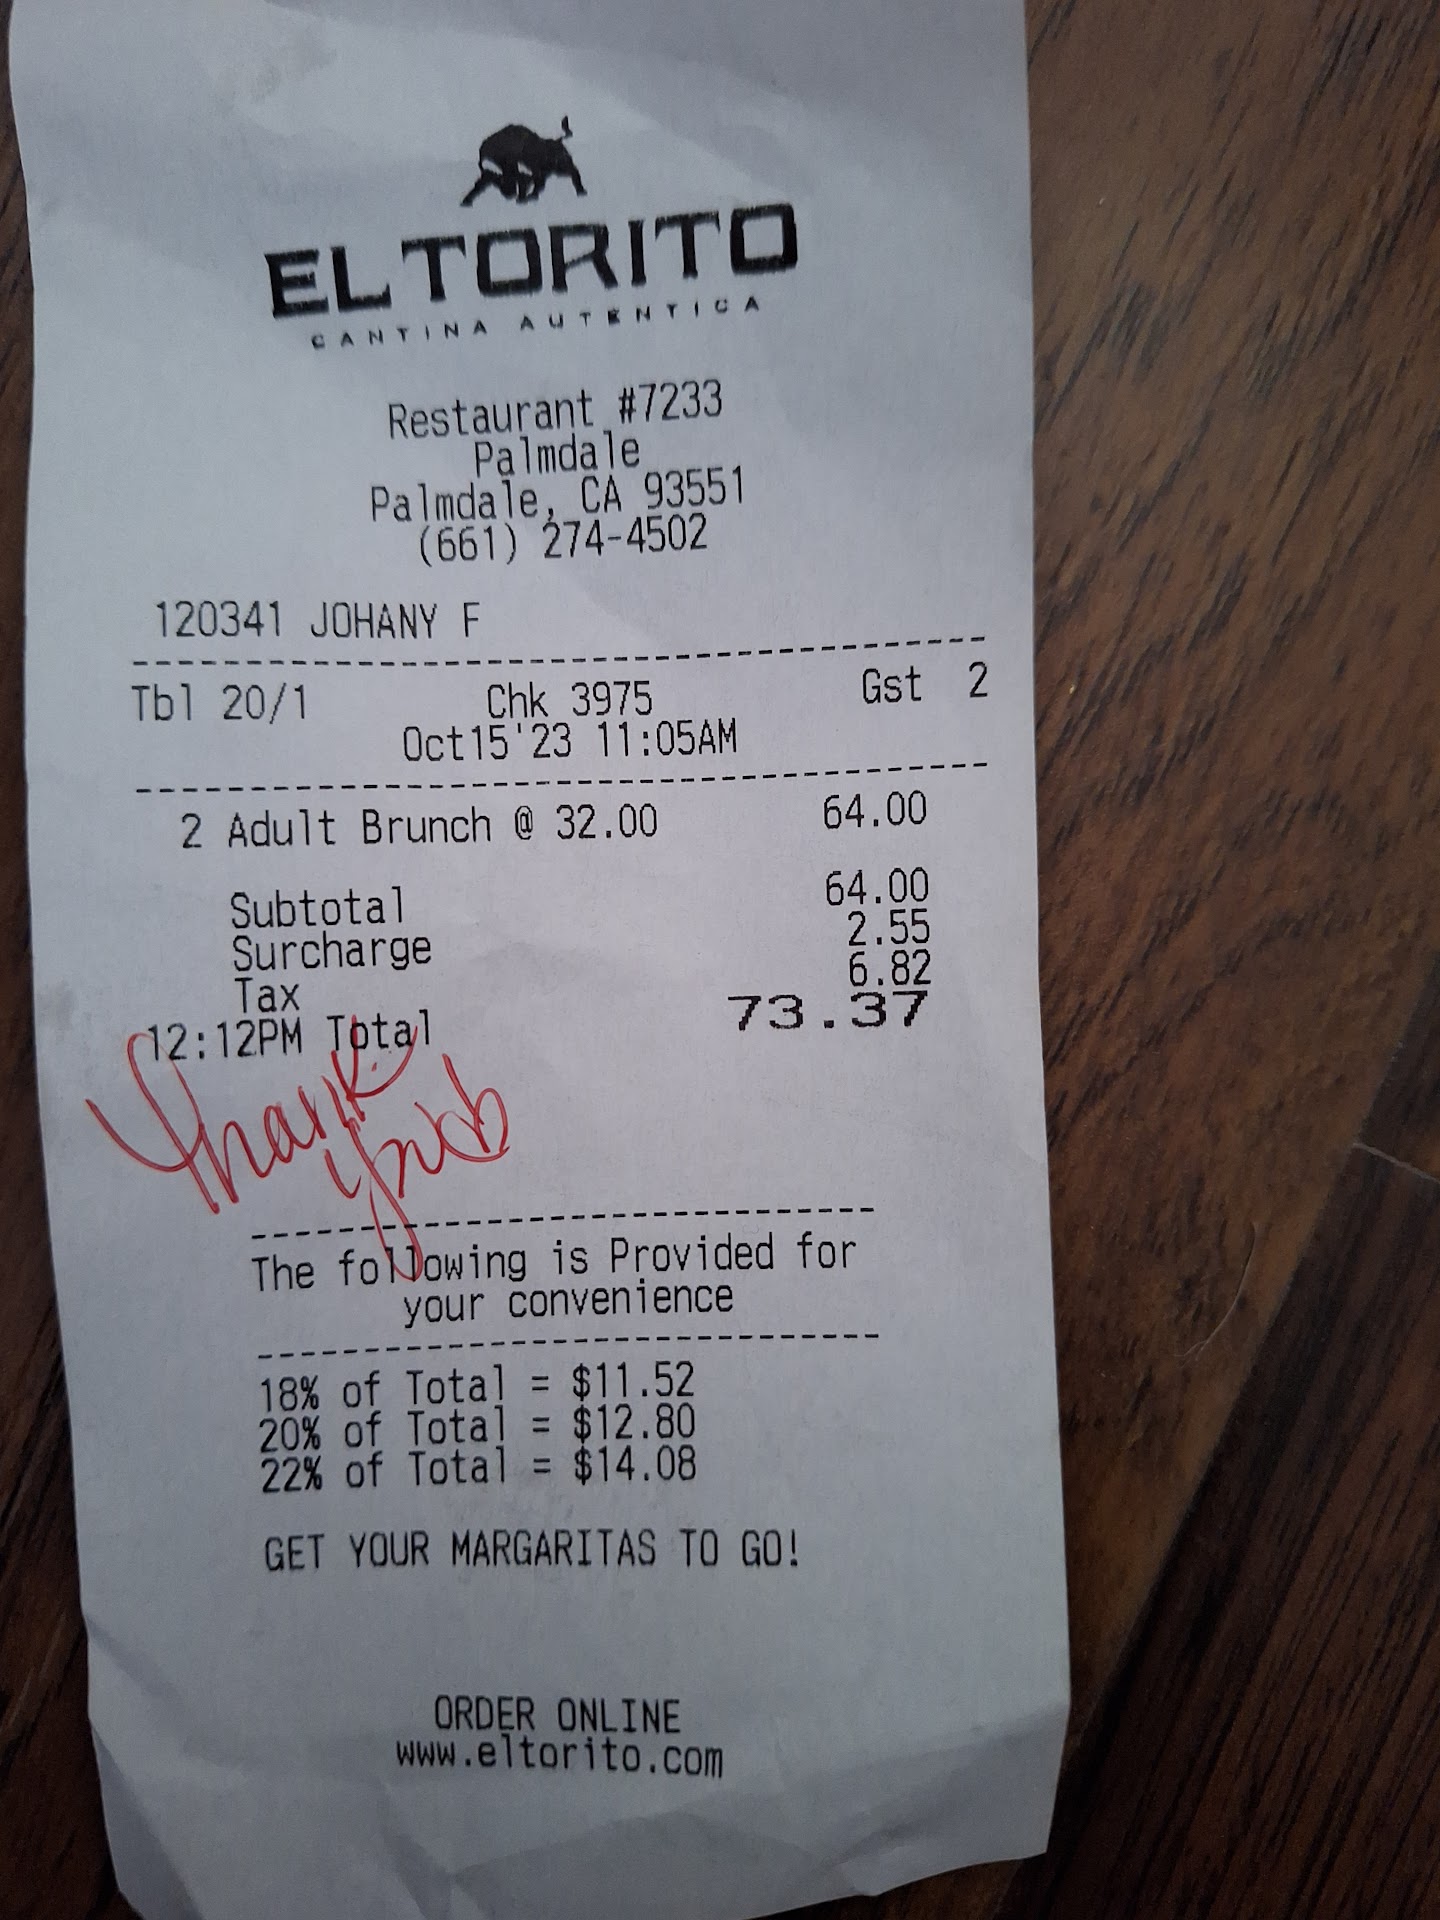 EL TORITO
CANTINA AUTENTICA
Restaurant #7233
Palmdale
Palmdale, CA 93551
(661) 274-4502
120341 JOHANY F
Tbl 20/1 Chk 3975 Gst 2
Oct15'23 11:05AM
2 Adult Brunch @ 32.00 64.00
Subtotal 64.00
Surcharge 2.55
Tax 6.82
12:12PM Total 73.37
Thank
you
The following is Provided for
your convenience
18% of Total = $11.52
20% of Total = $12.80
22% of Total = $14.08
GET YOUR MARGARITAS TO GO!
ORDER ONLINE
www.eltorito.com